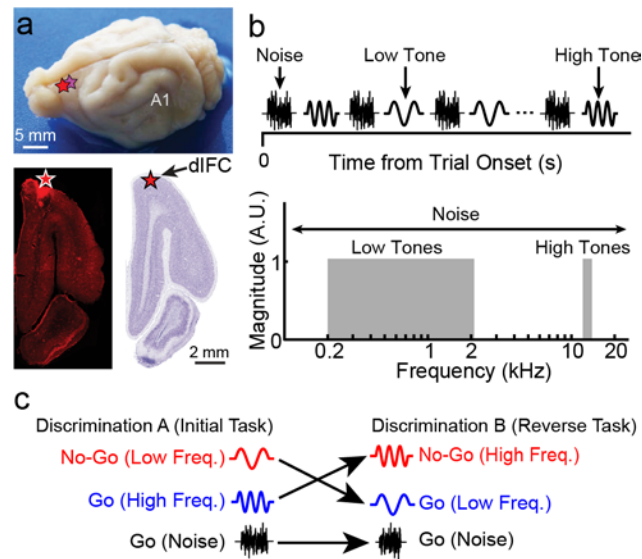 a
A1
5 mm
dlFC
2 mm
b
Noise
Low Tone
High Tone
...
0
Time from Trial Onset (s)
Magnitude (A.U.)
1
0
Noise
Low Tones
High Tones
0.2
1
2
10
20
Frequency (kHz)
c
Discrimination A (Initial Task)
Discrimination B (Reverse Task)
No-Go (Low Freq.)
No-Go (High Freq.)
Go (High Freq.)
Go (Low Freq.)
Go (Noise)
Go (Noise)